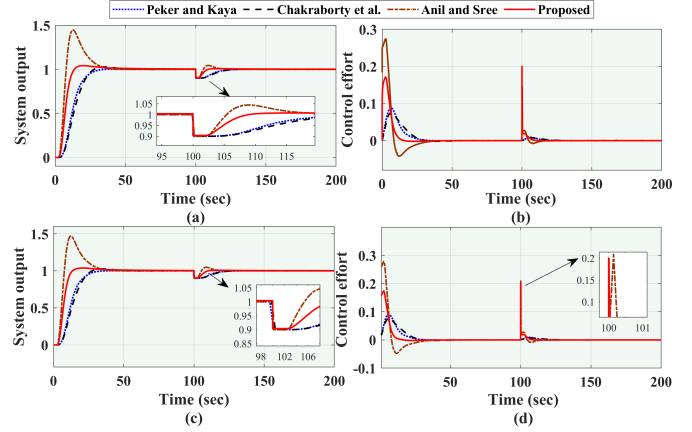 Peker and Kaya Chakraborty et al. Anil and Sree Proposed
System output
1.5
1
0.5
0
1.05
1
0.95
0.9
95 100 105 110 115
0 50 100 150 200
Time (sec)
(a)
Control effort
0.3
0.2
0.1
0
0 50 100 150 200
Time (sec)
(b)
System output
1.5
1
0.5
0
1.05
1
0.95
0.9
0.85
98 102 106
0 50 100 150 200
Time (sec)
(c)
Control effort
0.3
0.2
0.1
0
-0.1
0.2
0.15
0.1
100 101
0 50 100 150 200
Time (sec)
(d)